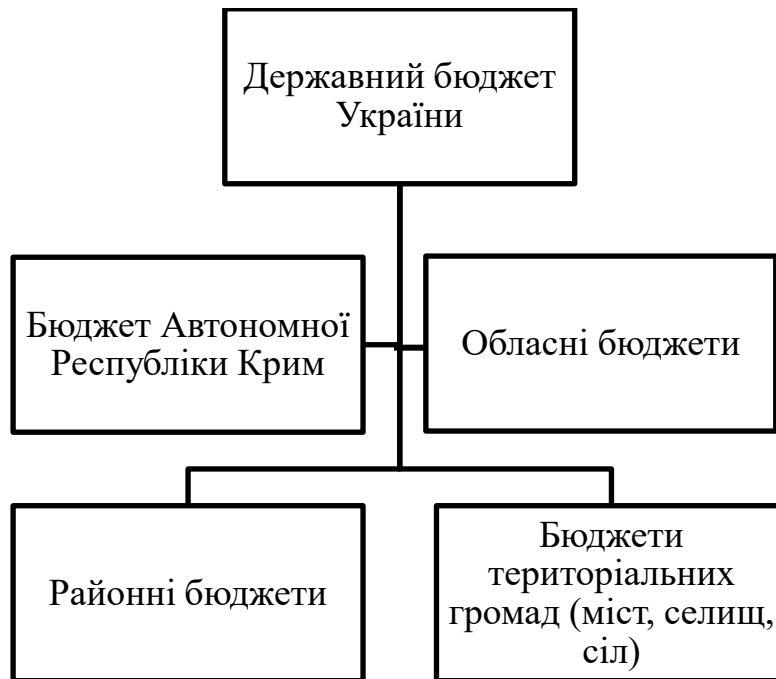 Державний бюджет
України
Бюджет Автономної
Республіки Крим
Обласні бюджети
Районні бюджети
Бюджети
територіальних
громад (міст, селищ,
сіл)